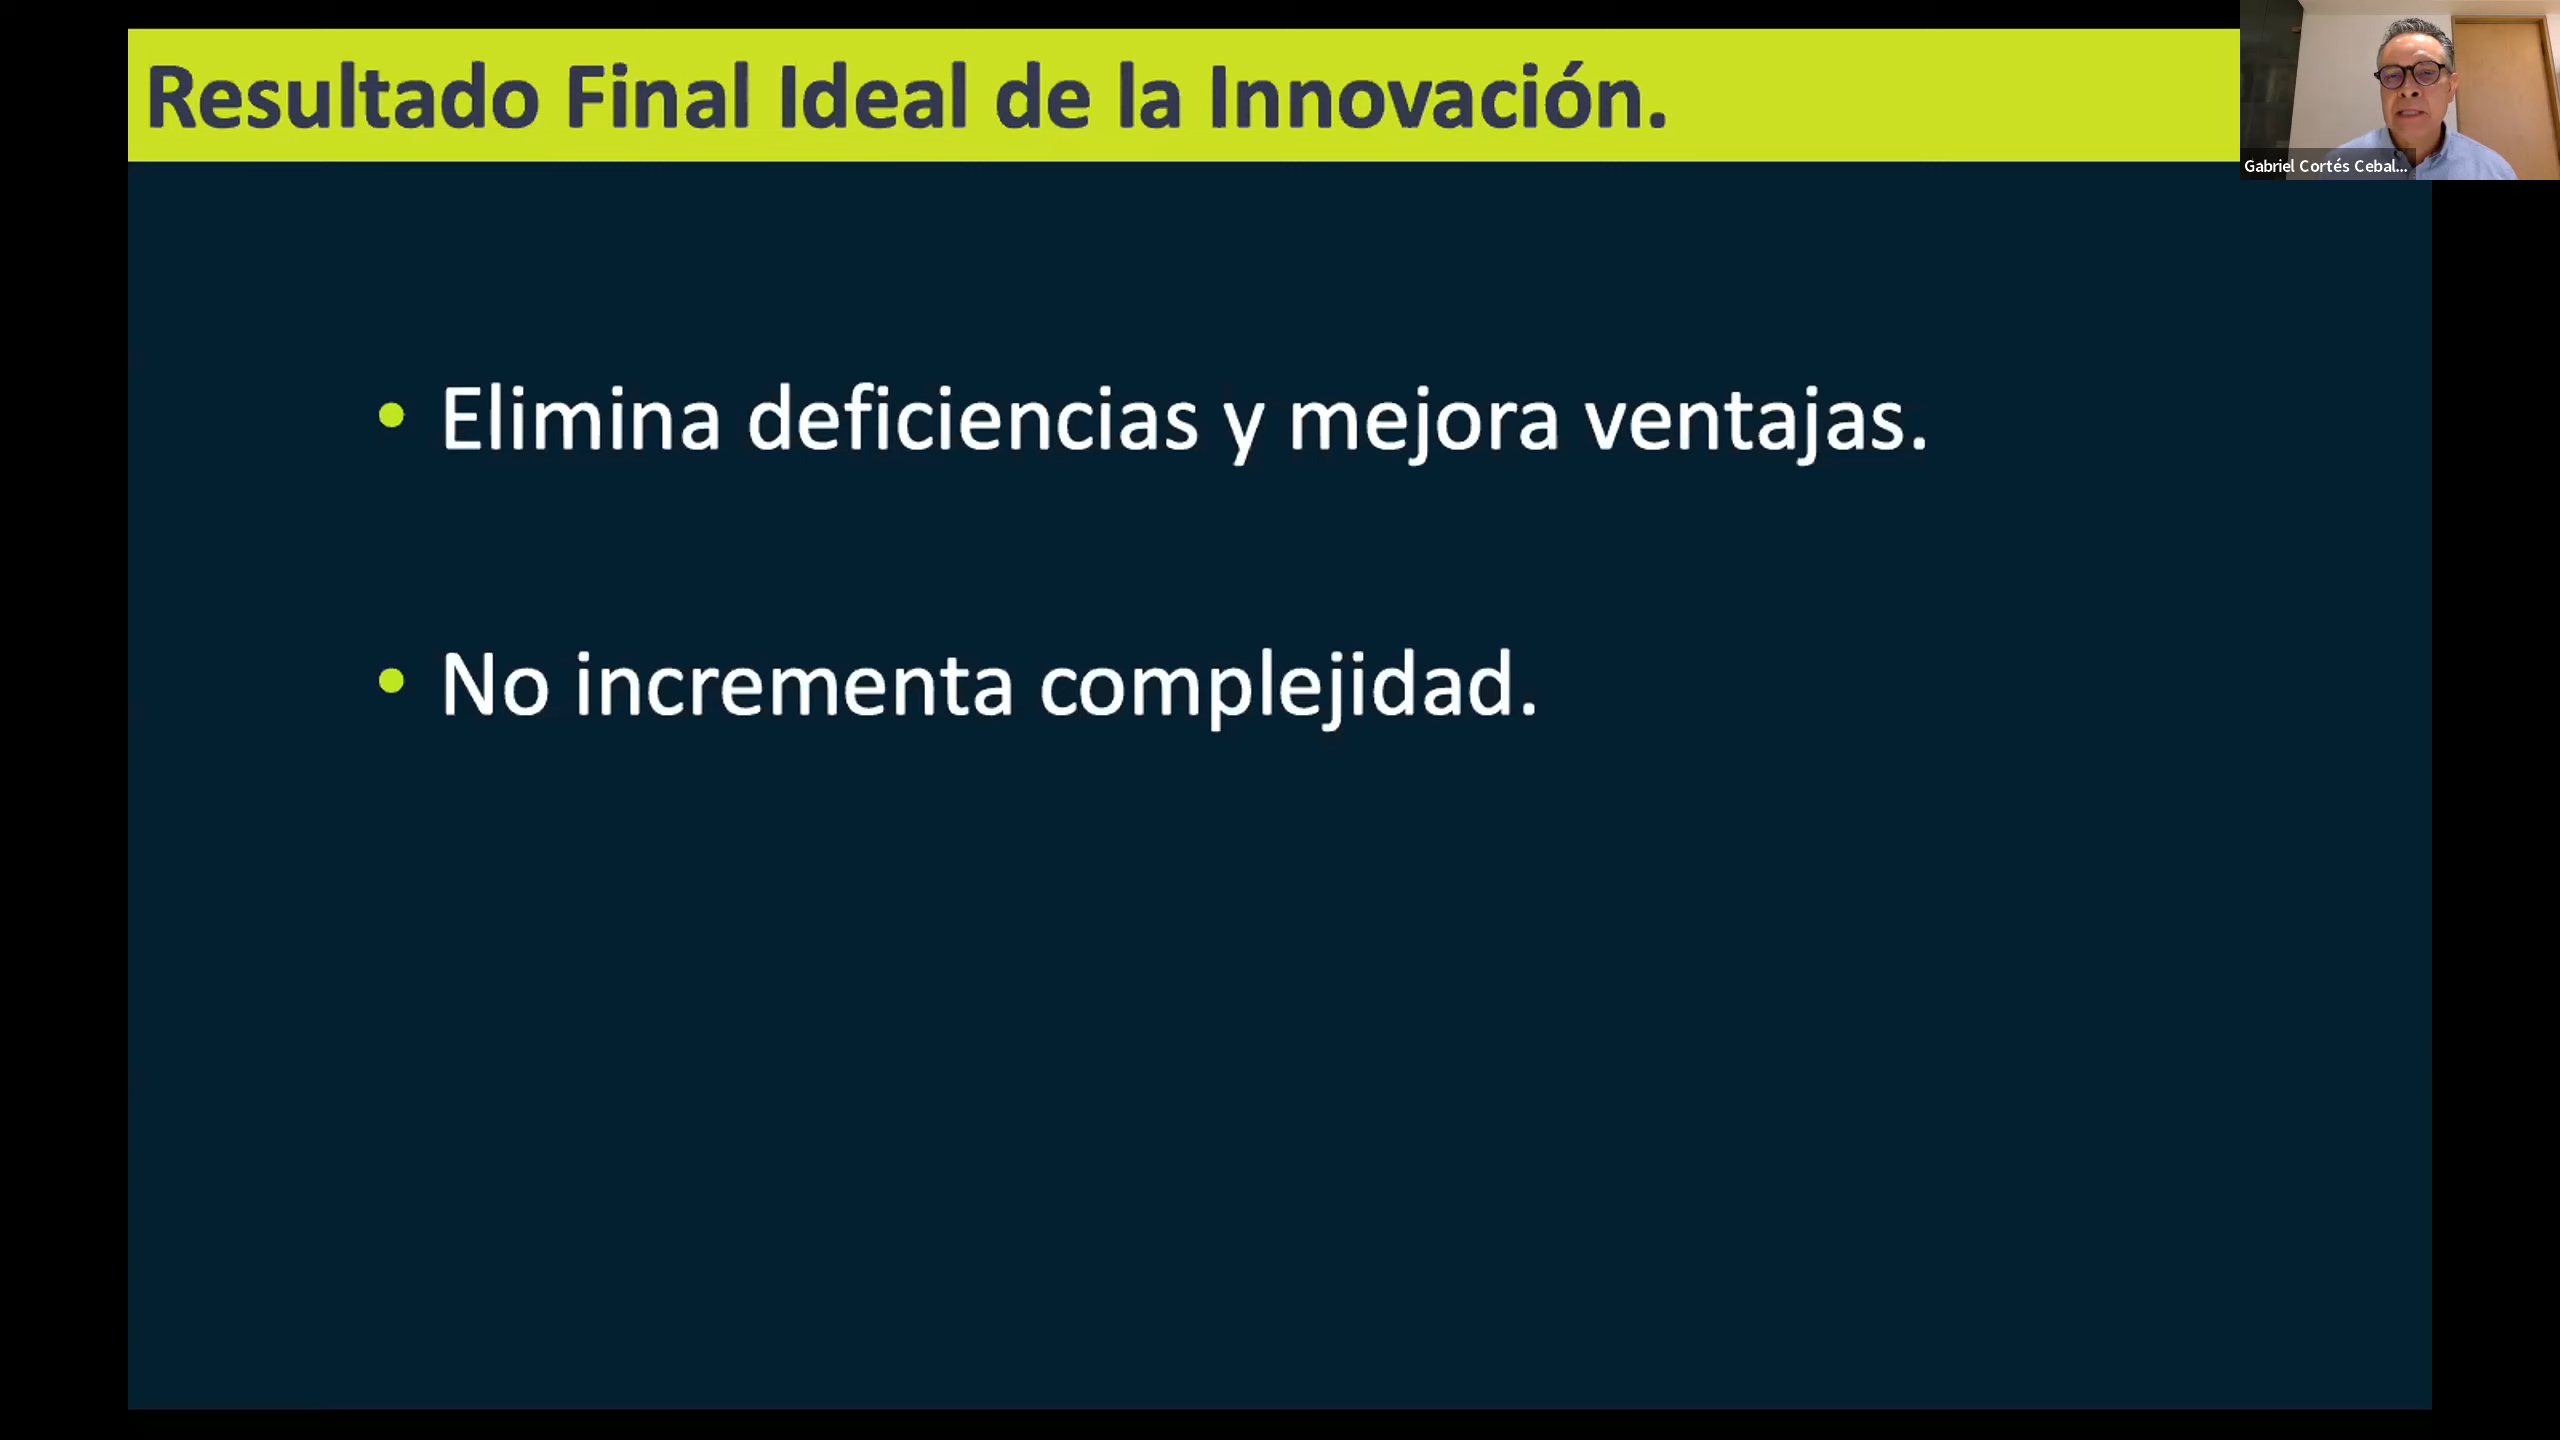 Resultado Final Ideal de la Innovación.
Gabriel Cortés Cebal...
• Elimina deficiencias y mejora ventajas.
• No incrementa complejidad.